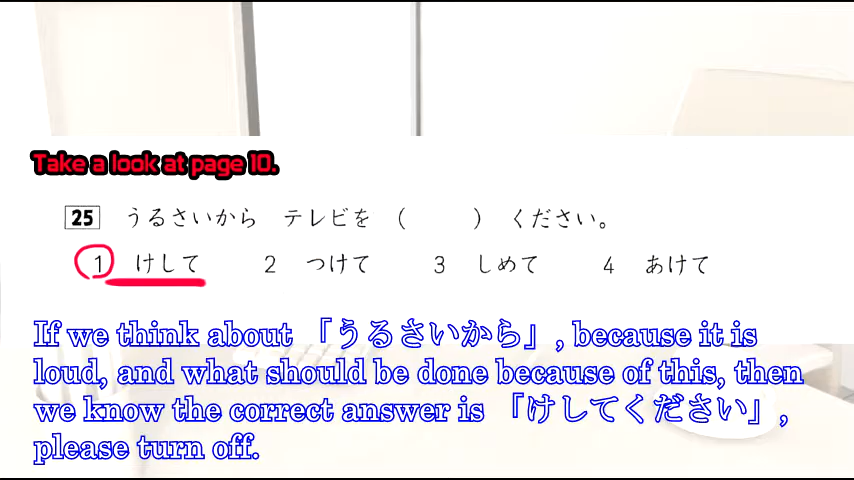 Take a look at page 10.
25 うるさいから テレビを ( ) ください。
1 けして 2 つけて 3 しめて 4 あけて
If we think about 「うるさいから」, because it is
loud, and what should be done because of this, then
we know the correct answer is 「けしてください」,
please turn off.